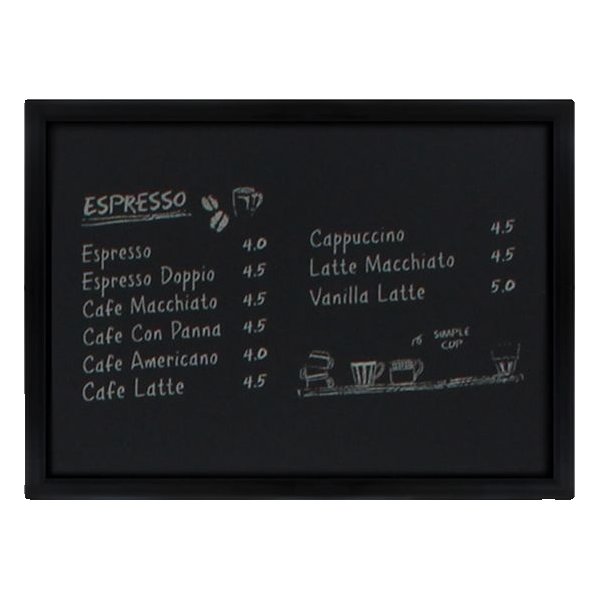 ESPRESSO
Espresso 4.0
Espresso Doppio 4.5
Cafe Macchiato 4.5
Cafe Con Panna 4.5
Cafe Americano 4.0
Cafe Latte 4.5
Cappuccino 4.5
Latte Macchiato 4.5
Vanilla Latte 5.0
SIMPLE
CUP